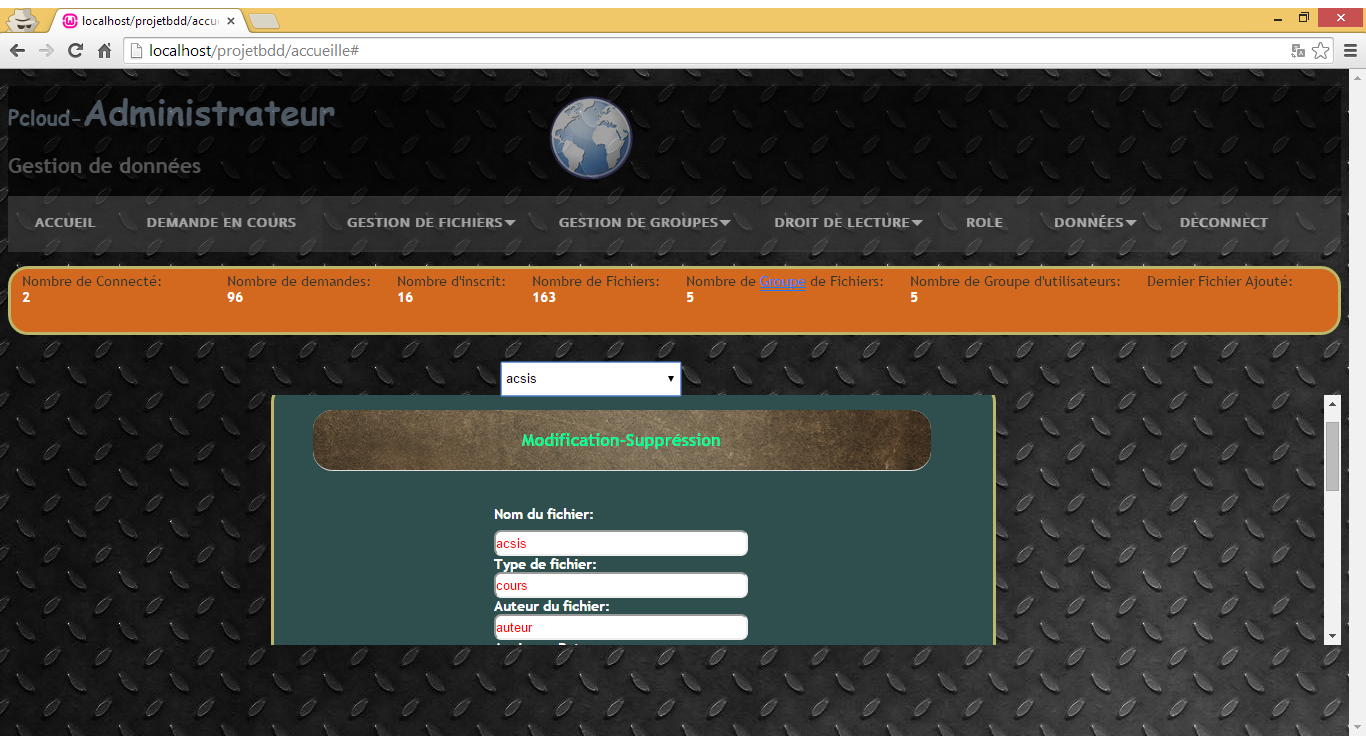 localhost/projetbdd/accu
localhost/projetbdd/accueille#
Pcloud-Administrateur
Gestion de données
ACCUEIL DEMANDE EN COURS GESTION DE FICHIERS GESTION DE GROUPES DROIT DE LECTURE ROLE DONNÉES DÉCONNECT
Nombre de Connecté: Nombre de demandes: Nombre d'inscrit: Nombre de Fichiers: Nombre de Groupe de Fichiers: Nombre de Groupe d'utilisateurs: Dernier Fichier Ajouté:
2 96 16 163 5 5
acsis
Modification-Suppréssion
Nom du fichier:
acsis
Type de fichier:
cours
Auteur du fichier:
auteur